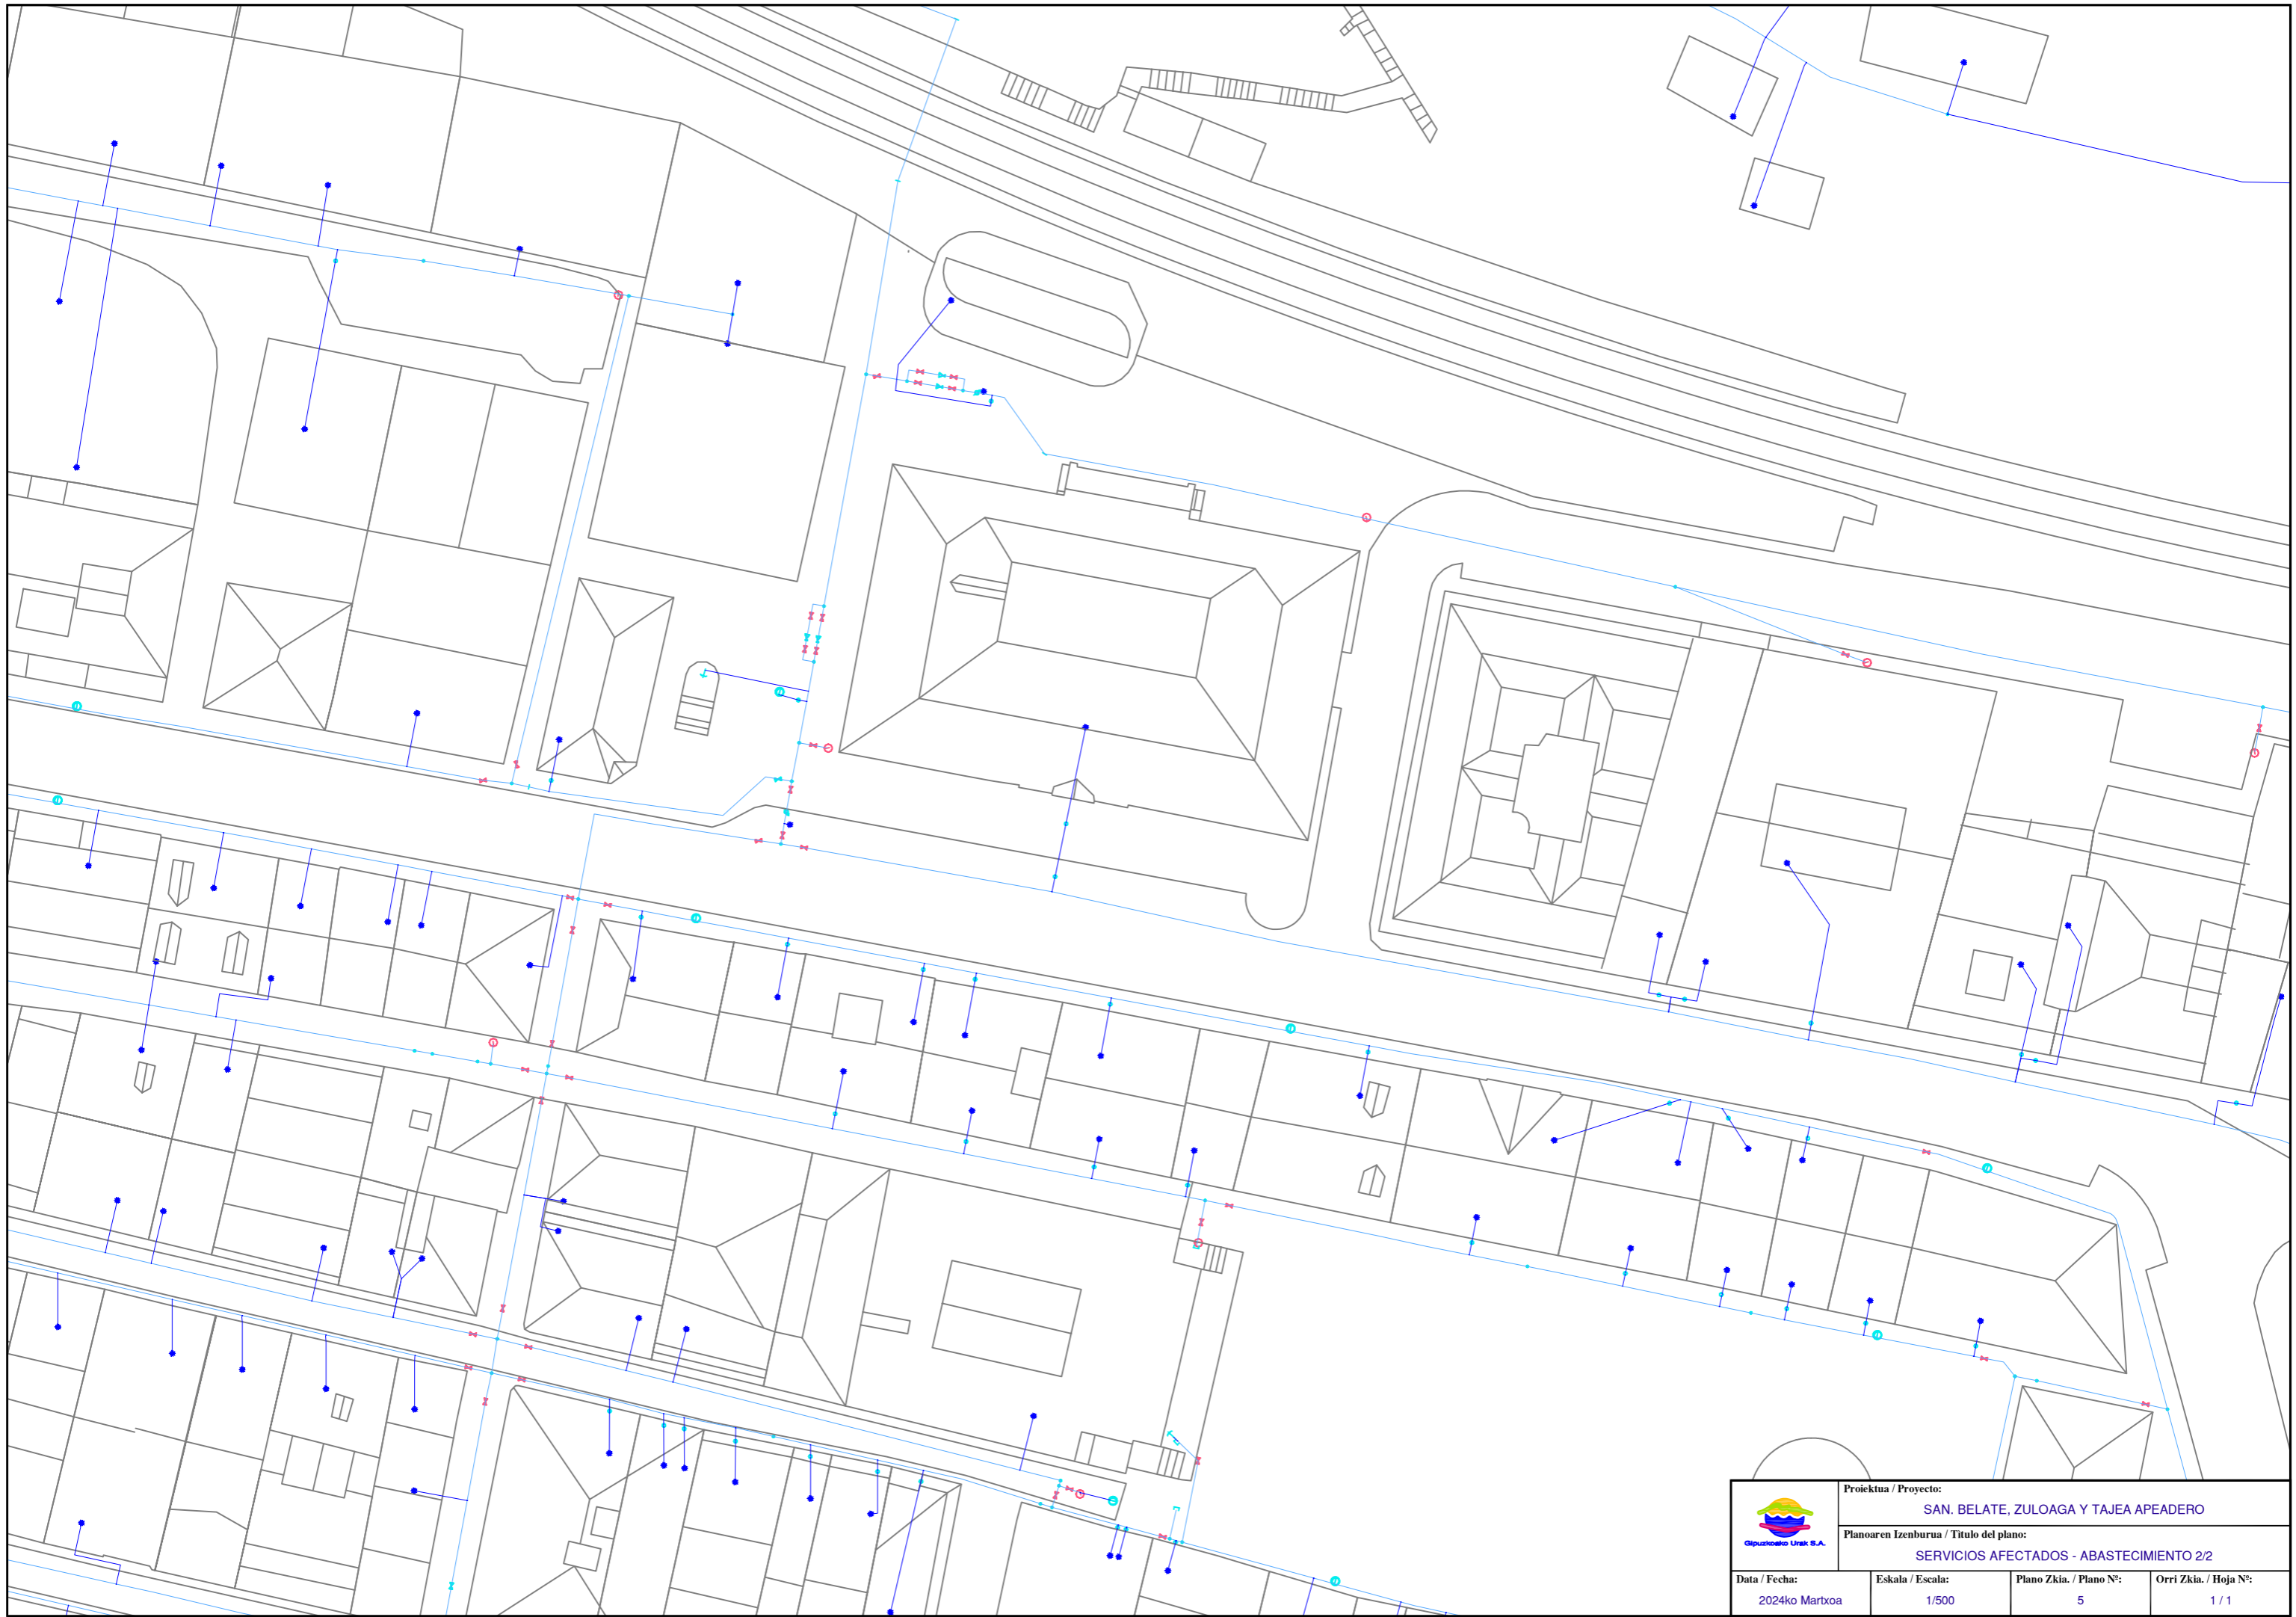 Proiektua / Proyecto:
SAN. BELATE, ZULOAGA Y TAJEA APEADERO
Planoaren Izenburua / Titulo del plano:
SERVICIOS AFECTADOS - ABASTECIMIENTO 2/2
Gipuzkoako Urak S.A.
Data / Fecha:
2024ko Martxoa
Eskala / Escala:
1/500
Plano Zkia. / Plano Nº:
5
Orri Zkia. / Hoja Nº:
1 / 1